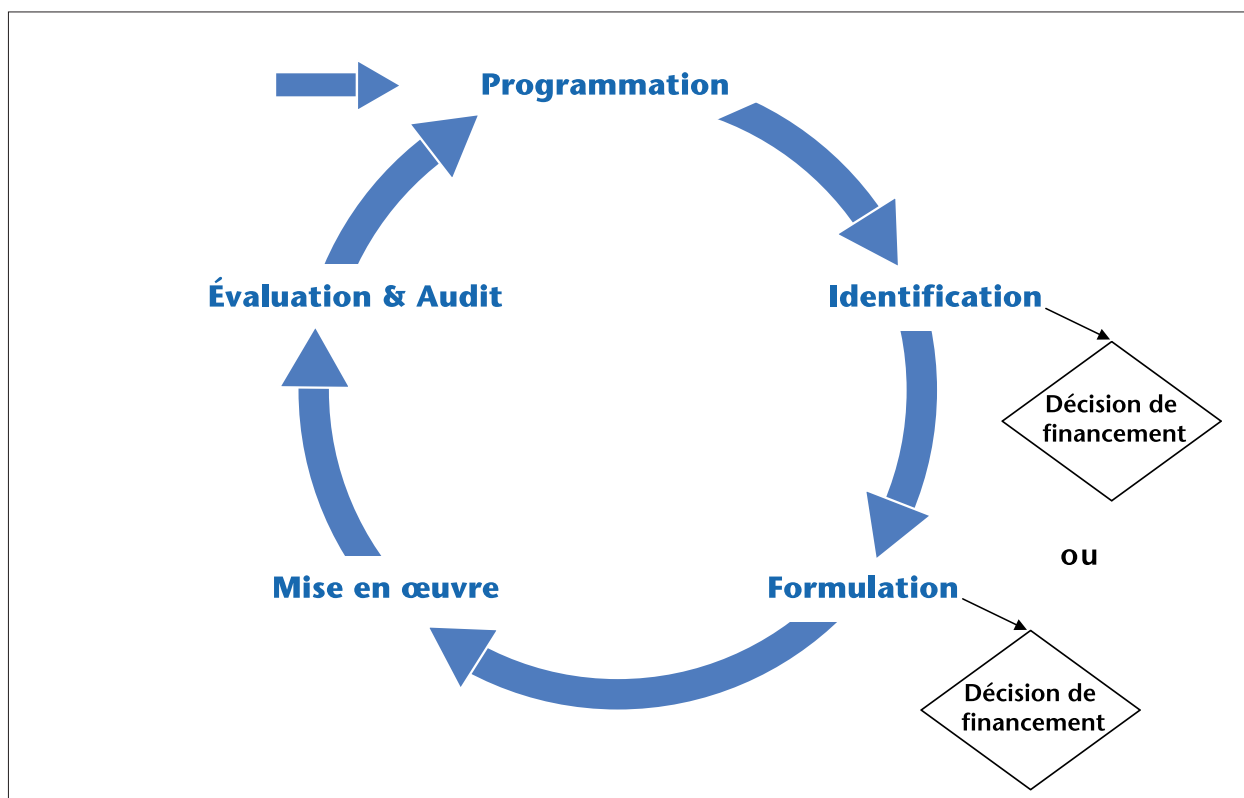 Programmation
Évaluation & Audit
Identification
Décision de
financement
ou
Mise en œuvre
Formulation
Décision de
financement